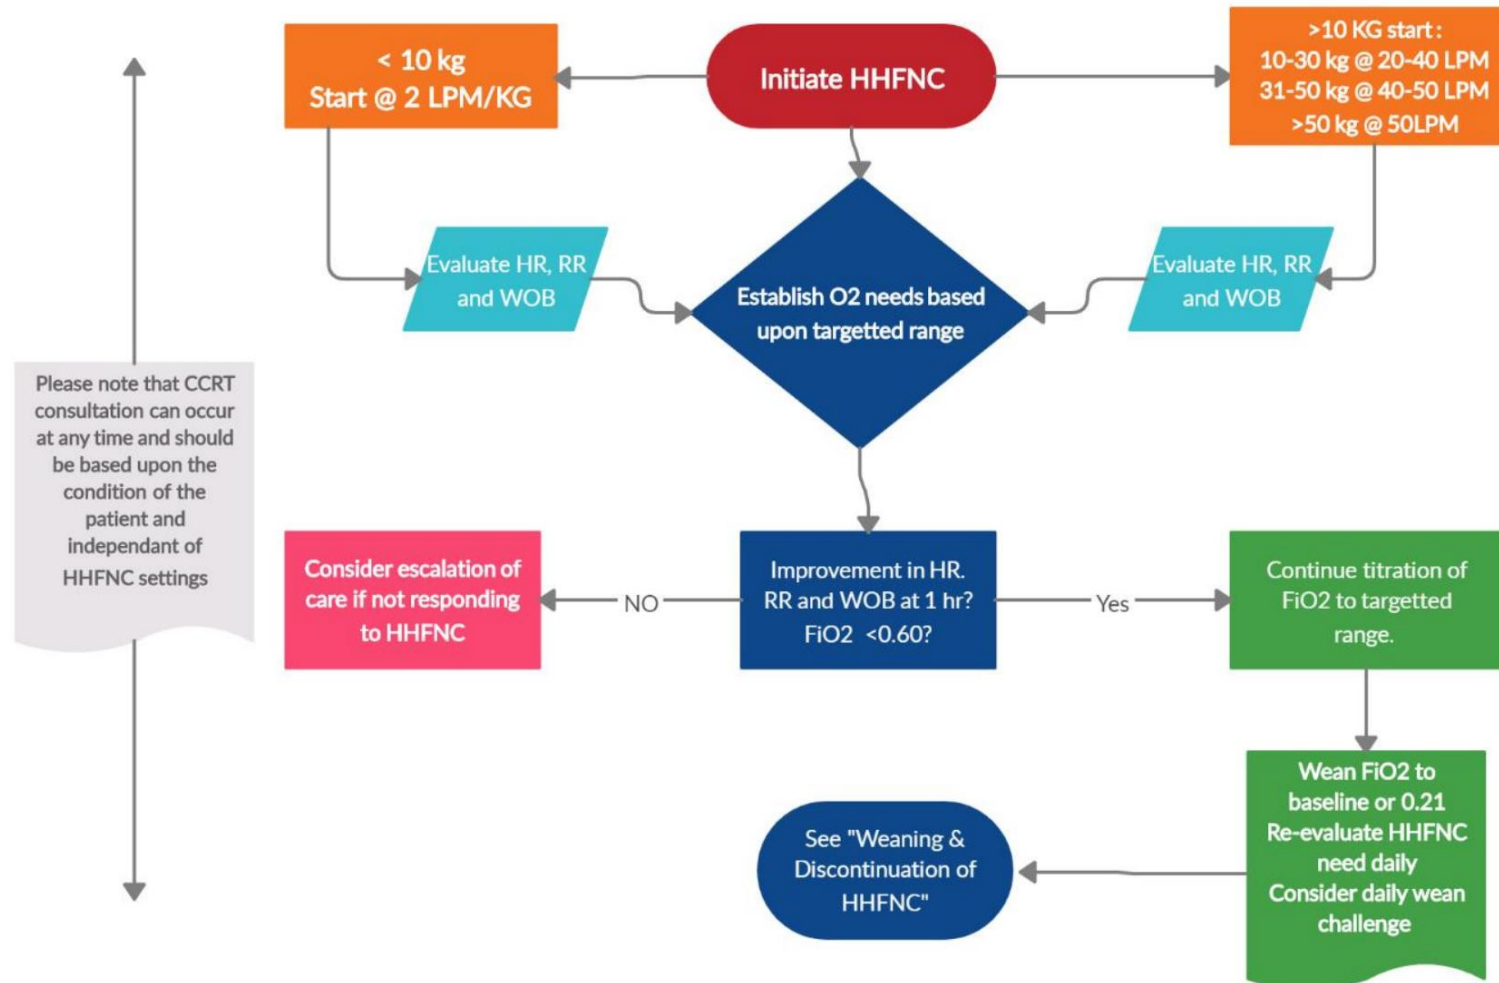 < 10 kg
Start @ 2 LPM/KG
Initiate HHFNC
>10 KG start :
10-30 kg @ 20-40 LPM
31-50 kg @ 40-50 LPM
>50 kg @ 50LPM
Evaluate HR, RR
and WOB
Establish O2 needs based
upon targetted range
Evaluate HR, RR
and WOB
Please note that CCRT
consultation can occur
at any time and should
be based upon the
condition of the
patient and
independant of
HHFNC settings
Consider escalation of
care if not responding
to HHFNC
NO
Improvement in HR.
RR and WOB at 1 hr?
FiO2 <0.60?
Yes
Continue titration of
FiO2 to targetted
range.
Wean FiO2 to
baseline or 0.21
Re-evaluate HHFNC
need daily
Consider daily wean
challenge
See "Weaning &
Discontinuation of
HHFNC"